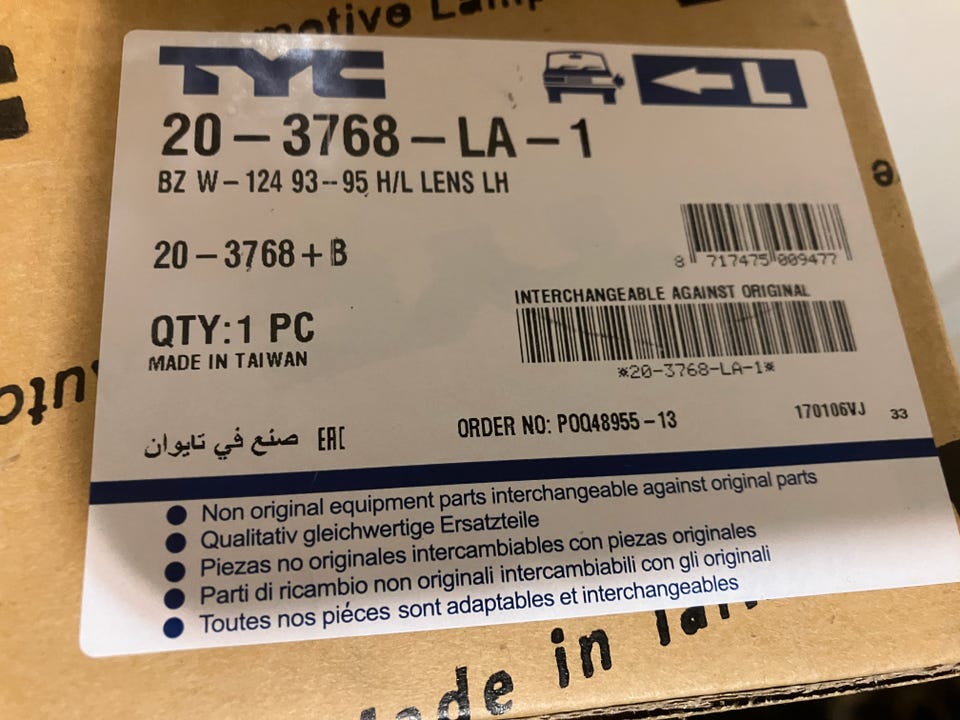 motive Lamp
TYC
L
20-3768-LA-1
BZ W-124 93--95 H/L LENS LH
20-3768+B
8 717475 009477
INTERCHANGEABLE AGAINST ORIGINAL
QTY:1 PC
MADE IN TAIWAN
*20-3768-LA-1*
صنع في تايوان
EAC
ORDER NO: POQ48955-13
170106VJ
33
● Non original equipment parts interchangeable against original parts
● Qualitativ gleichwertige Ersatzteile
● Piezas no originales intercambiables con piezas originales
● Parti di ricambio non originali intercambiabili con gli originali
● Toutes nos piéces sont adaptables et interchangeables
ade in Tai